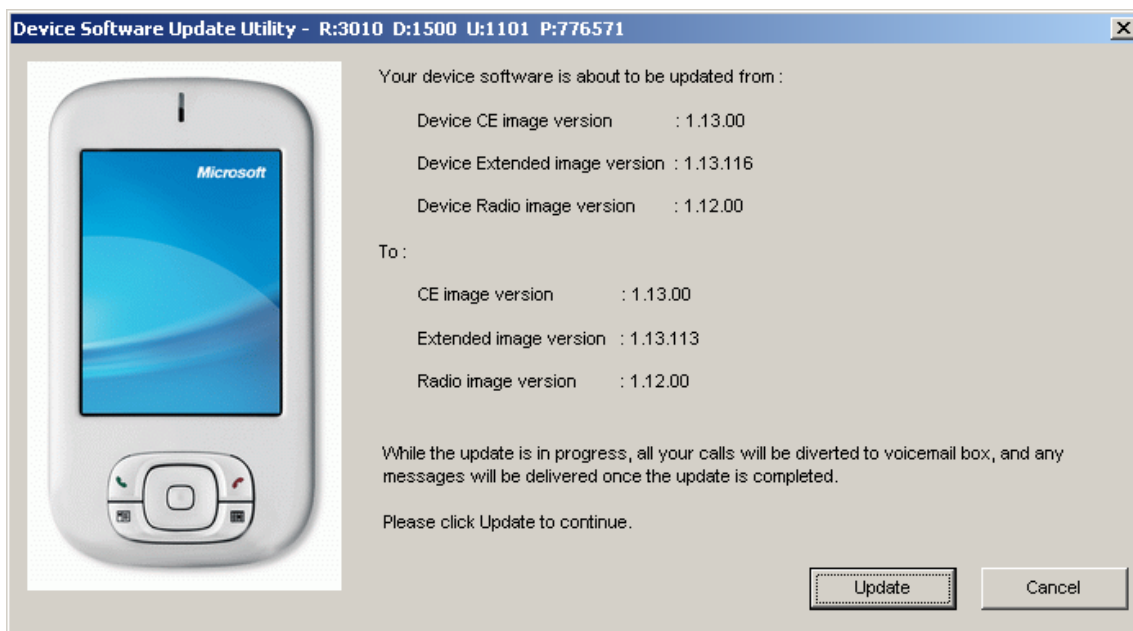 Device Software Update Utility - R:3010 D:1500 U:1101 P:776571
Microsoft
Your device software is about to be updated from :
Device CE image version : 1.13.00
Device Extended image version : 1.13.116
Device Radio image version : 1.12.00
To :
CE image version : 1.13.00
Extended image version : 1.13.113
Radio image version : 1.12.00
While the update is in progress, all your calls will be diverted to voicemail box, and any
messages will be delivered once the update is completed.
Please click Update to continue.
Update Cancel